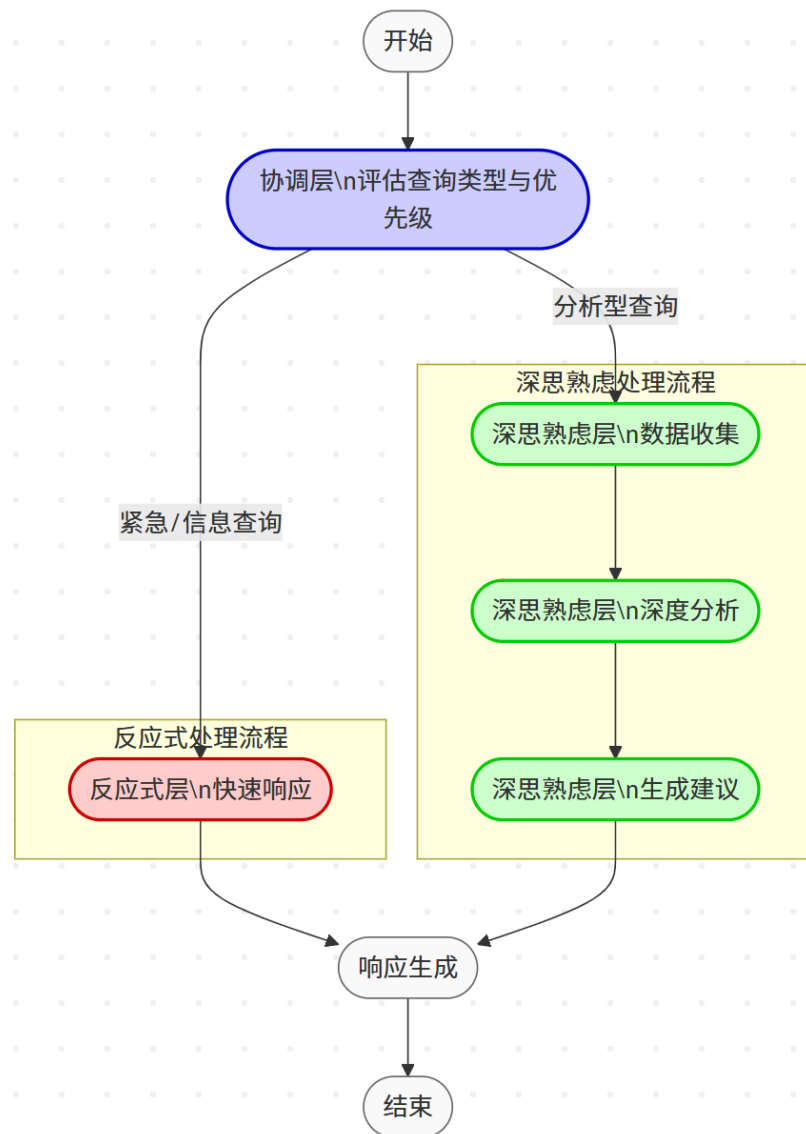 开始
协调层\n评估查询类型与优
先级
分析型查询
深思熟虑处理流程
深思熟虑层\n数据收集
紧急/信息查询
深思熟虑层\n深度分析
反应式处理流程
反应式层\n快速响应
深思熟虑层\n生成建议
响应生成
结束